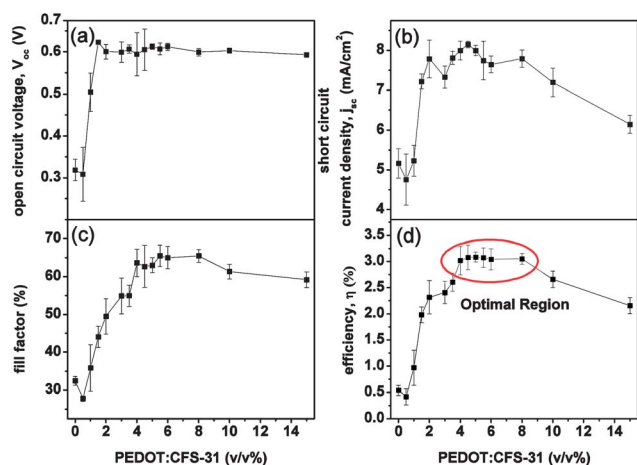 (a)
open circuit voltage, Voc (V)
0.6
0.5
0.3
0.2
(b)
short circuit
current density, jsc (mA/cm²)
8
7
6
5
4
(c)
fill factor (%)
70
60
50
40
30
0 2 4 6 8 10 12 14
PEDOT:CFS-31 (v/v%)
(d)
efficiency, η (%)
3.5
3.0
2.5
2.0
1.5
1.0
0.5
0.0
Optimal Region
0 2 4 6 8 10 12 14
PEDOT:CFS-31 (v/v%)